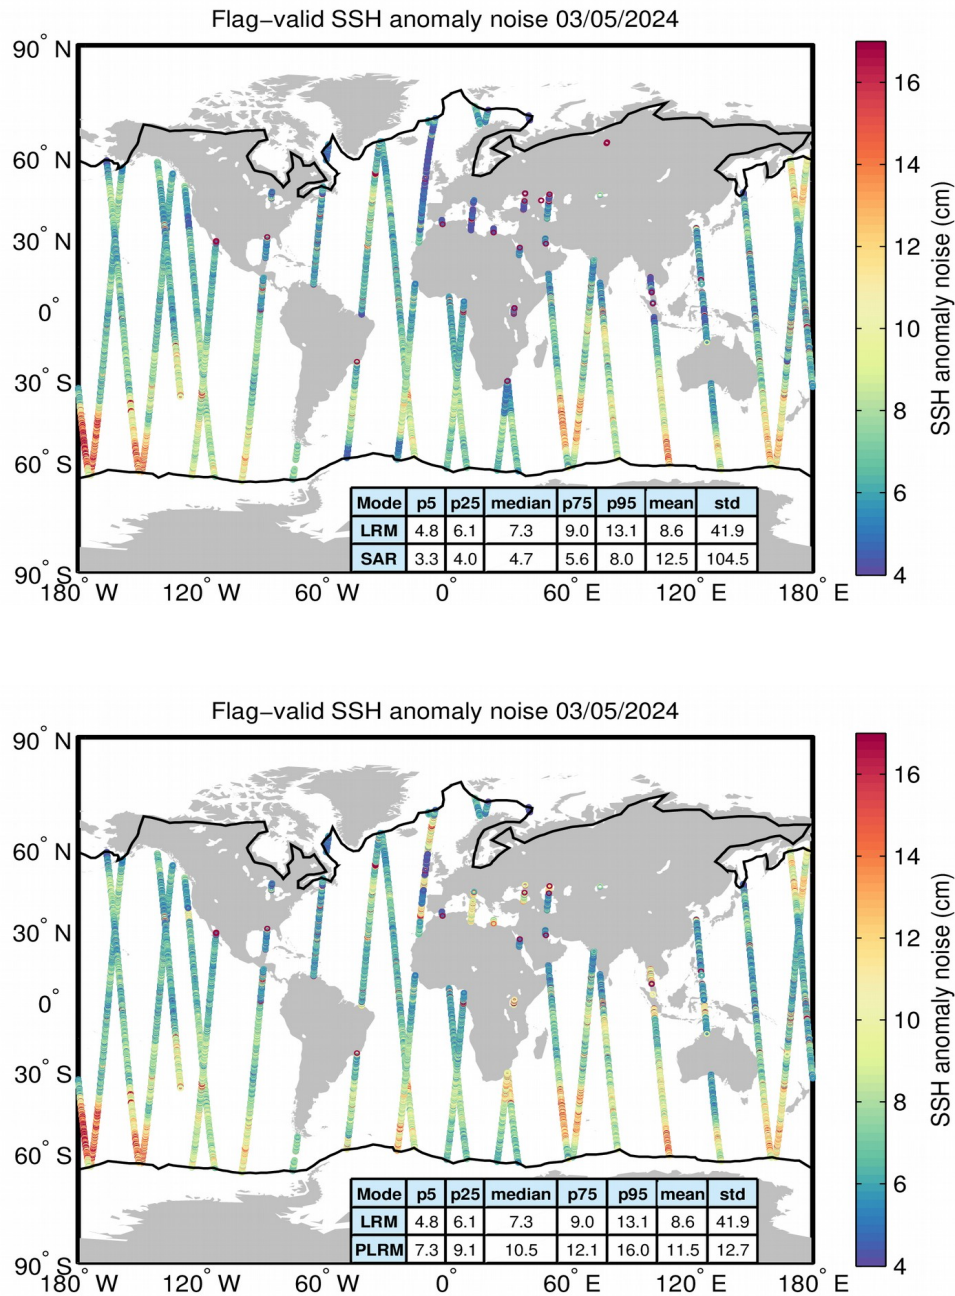 Flag−valid SSH anomaly noise 03/05/2024
90° N
60° N
30° N
0°
30° S
60° S
90° S
180° W
120° W
60° W
0°
60° E
120° E
180° E
Mode p5 p25 median p75 p95 mean std
LRM 4.8 6.1 7.3 9.0 13.1 8.6 41.9
SAR 3.3 4.0 4.7 5.6 8.0 12.5 104.5
16
14
12
10
8
6
4
SSH anomaly noise (cm)
Flag−valid SSH anomaly noise 03/05/2024
90° N
60° N
30° N
0°
30° S
60° S
90° S
180° W
120° W
60° W
0°
60° E
120° E
180° E
Mode p5 p25 median p75 p95 mean std
LRM 4.8 6.1 7.3 9.0 13.1 8.6 41.9
PLRM 7.3 9.1 10.5 12.1 16.0 11.5 12.7
16
14
12
10
8
6
4
SSH anomaly noise (cm)